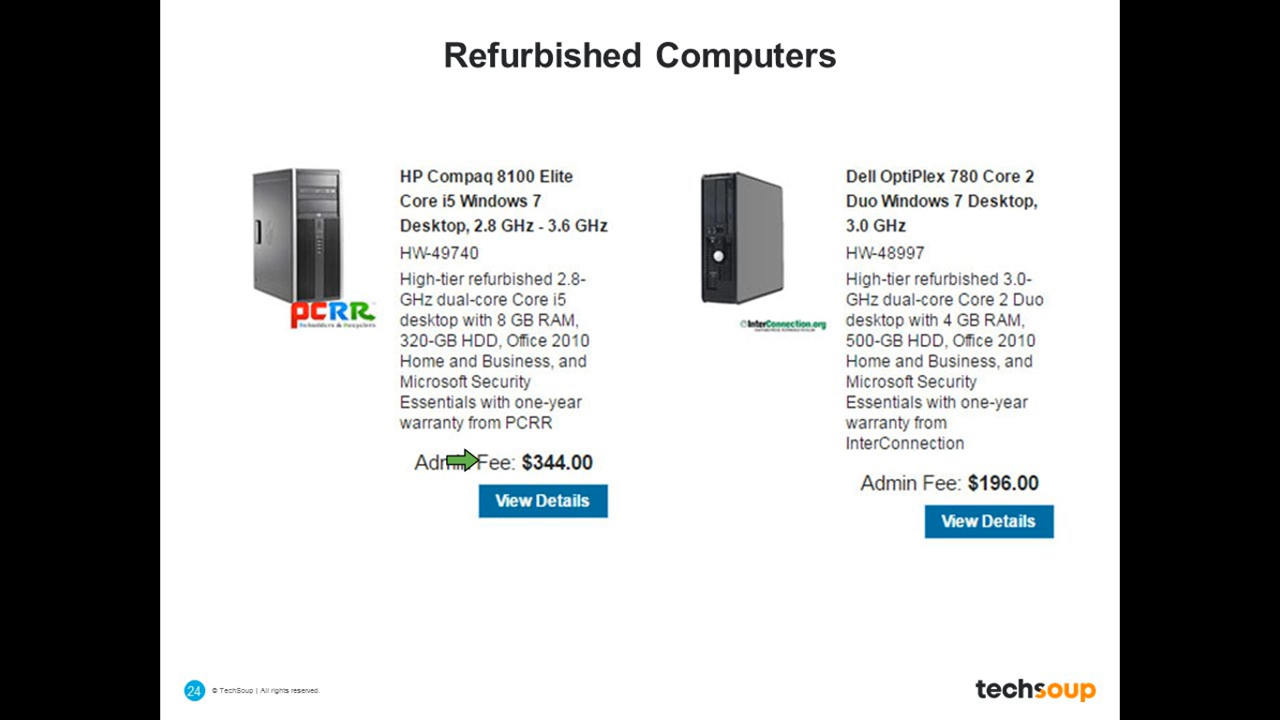 Refurbished Computers
HP Compaq 8100 Elite
Core i5 Windows 7
Desktop, 2.8 GHz - 3.6 GHz
HW-49740
High-tier refurbished 2.8-
GHz dual-core Core i5
desktop with 8 GB RAM,
320-GB HDD, Office 2010
Home and Business, and
Microsoft Security
Essentials with one-year
warranty from PCRR
Admin Fee: $344.00
View Details
PCRR
Rebuilders & Recyclers
Dell OptiPlex 780 Core 2
Duo Windows 7 Desktop,
3.0 GHz
HW-48997
High-tier refurbished 3.0-
GHz dual-core Core 2 Duo
desktop with 4 GB RAM,
500-GB HDD, Office 2010
Home and Business, and
Microsoft Security
Essentials with one-year
warranty from
InterConnection
Admin Fee: $196.00
View Details
InterConnection.org
24
© TechSoup | All rights reserved.
techsoup